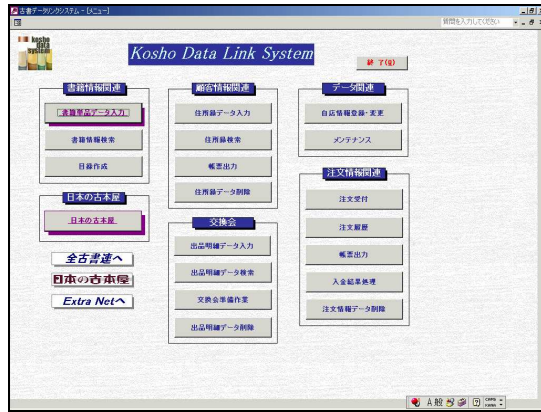 古書データリンクシステム - [メニュー]
質問を入力してください
kosho
data
system
Kosho Data Link System
終 了(Q)
書籍情報関連
書籍単品データ入力
書籍情報検索
目録作成
日本の古本屋
日本の古本屋
全古書連へ
日本の古本屋
Extra Netへ
顧客情報関連
住所録データ入力
住所録検索
帳票出力
住所録データ削除
交換会
出品明細データ入力
出品明細データ検索
交換会準備作業
出品明細データ削除
データ関連
自店情報登録・変更
メンテナンス
注文情報関連
注文受付
注文履歴
帳票出力
入金結果処理
注文情報データ削除
A 般
CAPS
KANA